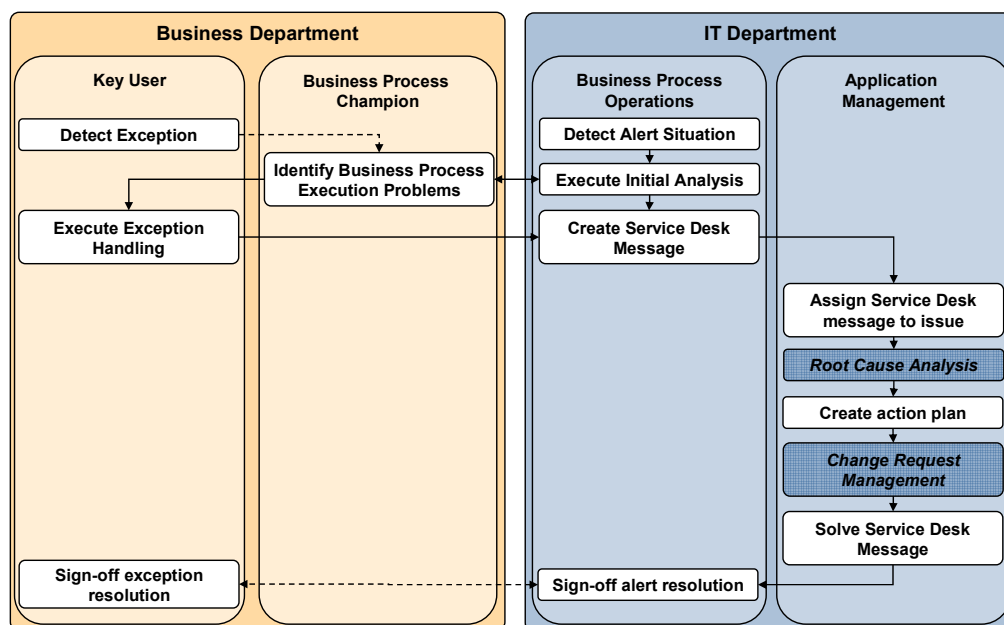 Business Department
IT Department
Key User
Business Process
Champion
Business Process
Operations
Application
Management
Detect Exception
Detect Alert Situation
Identify Business Process
Execution Problems
Execute Initial Analysis
Execute Exception
Handling
Create Service Desk
Message
Assign Service Desk
message to issue
Root Cause Analysis
Create action plan
Change Request
Management
Solve Service Desk
Message
Sign-off exception
resolution
Sign-off alert resolution